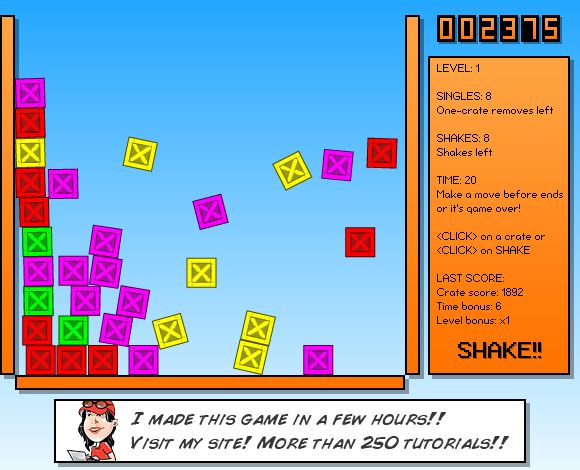 002375
LEVEL: 1
SINGLES: 8
One-crate removes left
SHAKES: 8
Shakes left
TIME: 20
Make a move before ends
or it's game over!
<CLICK> on a crate or
<CLICK> on SHAKE
LAST SCORE:
Crate score: 1892
Time bonus: 6
Level bonus: x1
SHAKE!!
I MADE THIS GAME IN A FEW HOURS!!
VISIT MY SITE! MORE THAN 250 TUTORIALS!!